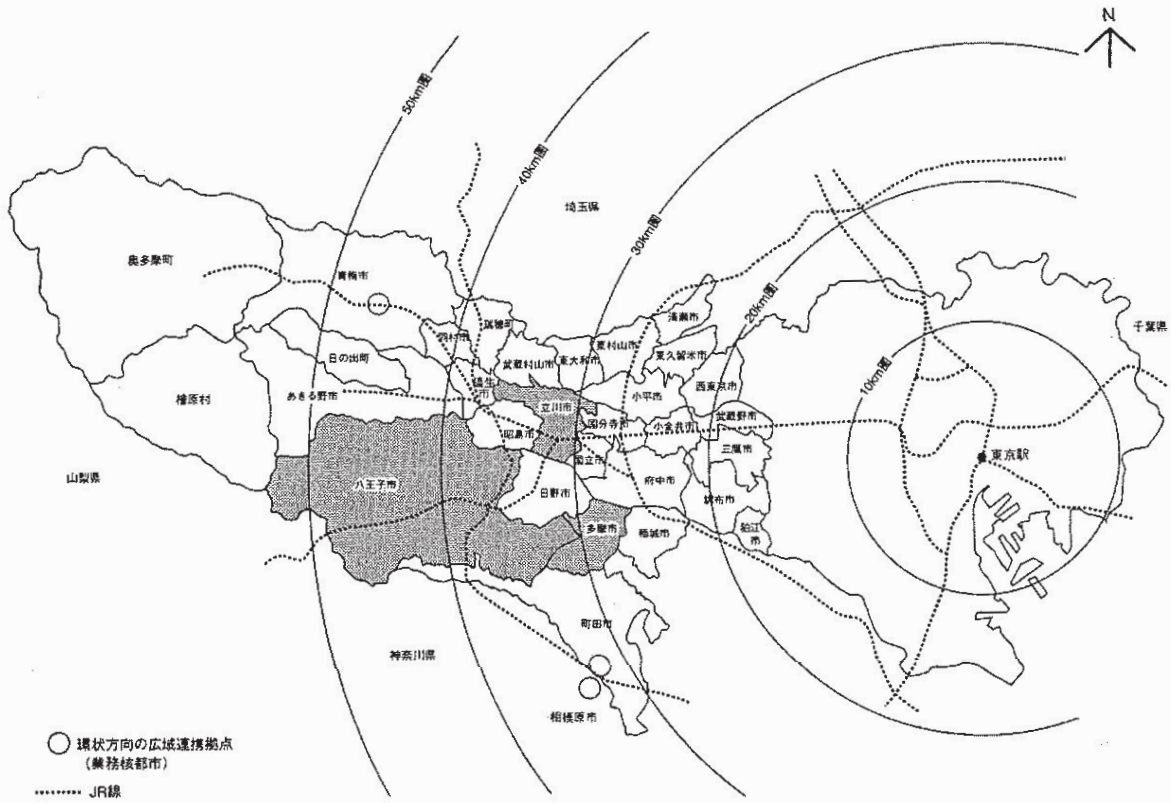 N
50km圏
40km圏
埼玉県
30km圏
20km圏
10km圏
奥多摩町
青梅市
千葉県
清瀬市
羽村市
瑞穂町
東村山市
日の出町
武蔵村山市
東大和市
東久留米市
西東京市
檜原村
あきる野市
福生市
立川市
小平市
武蔵野市
昭島市
国分寺市
小金井市
三鷹市
東京駅
山梨県
八王子市
国立市
府中市
調布市
日野市
多摩市
稲城市
狛江市
町田市
神奈川県
相模原市
環状方向の広域連携拠点
(業務核都市)
JR線